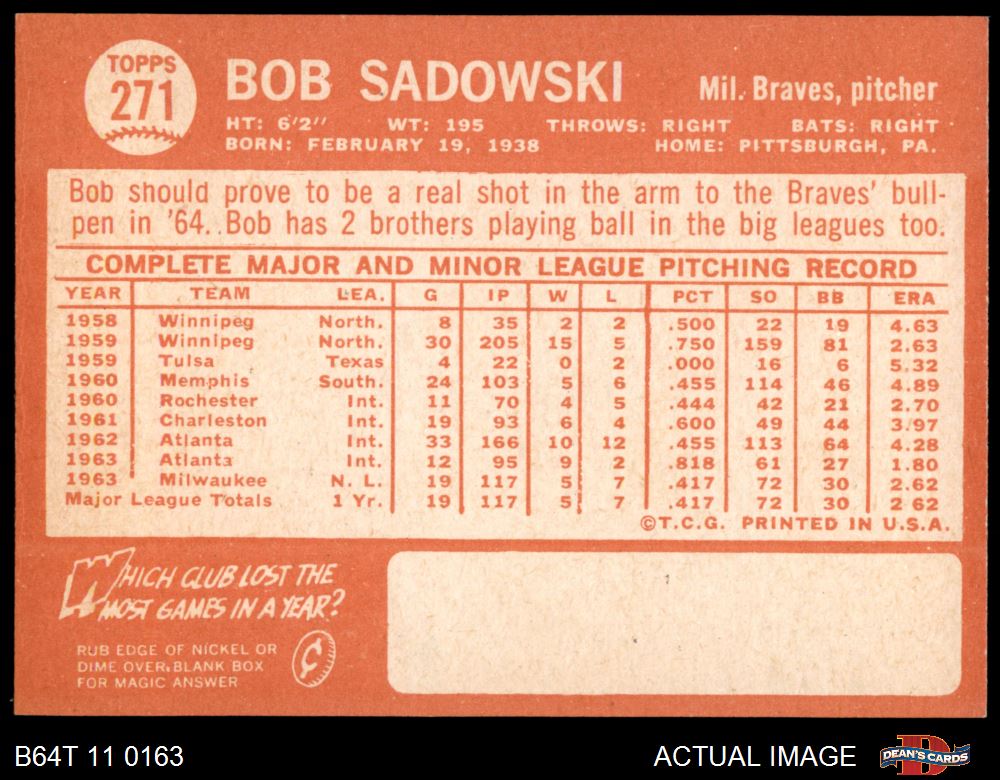 TOPPS
271
BOB SADOWSKI
Mil. Braves, pitcher
HT: 6'2" WT: 195 THROWS: RIGHT BATS: RIGHT
BORN: FEBRUARY 19, 1938 HOME: PITTSBURGH, PA.
Bob should prove to be a real shot in the arm to the Braves' bull-
pen in '64. Bob has 2 brothers playing ball in the big leagues too.
COMPLETE MAJOR AND MINOR LEAGUE PITCHING RECORD
YEAR TEAM LEA. G IP W L PCT SO BB ERA
1958 Winnipeg North. 8 35 2 2 .500 22 19 4.63
1959 Winnipeg North. 30 205 15 5 .750 159 81 2.63
1959 Tulsa Texas 4 22 0 2 .000 16 6 5.32
1960 Memphis South. 24 103 5 6 .455 114 46 4.89
1960 Rochester Int. 11 70 4 5 .444 42 21 2.70
1961 Charleston Int. 19 93 6 4 .600 49 44 3.97
1962 Atlanta Int. 33 166 10 12 .455 113 64 4.28
1963 Atlanta Int. 12 95 9 2 .818 61 27 1.80
1963 Milwaukee N. L. 19 117 5 7 .417 72 30 2.62
Major League Totals 1 Yr. 19 117 5 7 .417 72 30 2 62
©T.C.G. PRINTED IN U.S.A.
WHICH CLUB LOST THE
MOST GAMES IN A YEAR?
RUB EDGE OF NICKEL OR
DIME OVER BLANK BOX
FOR MAGIC ANSWER
¢
B64T 11 0163
ACTUAL IMAGE
D
DEAN'S CARDS